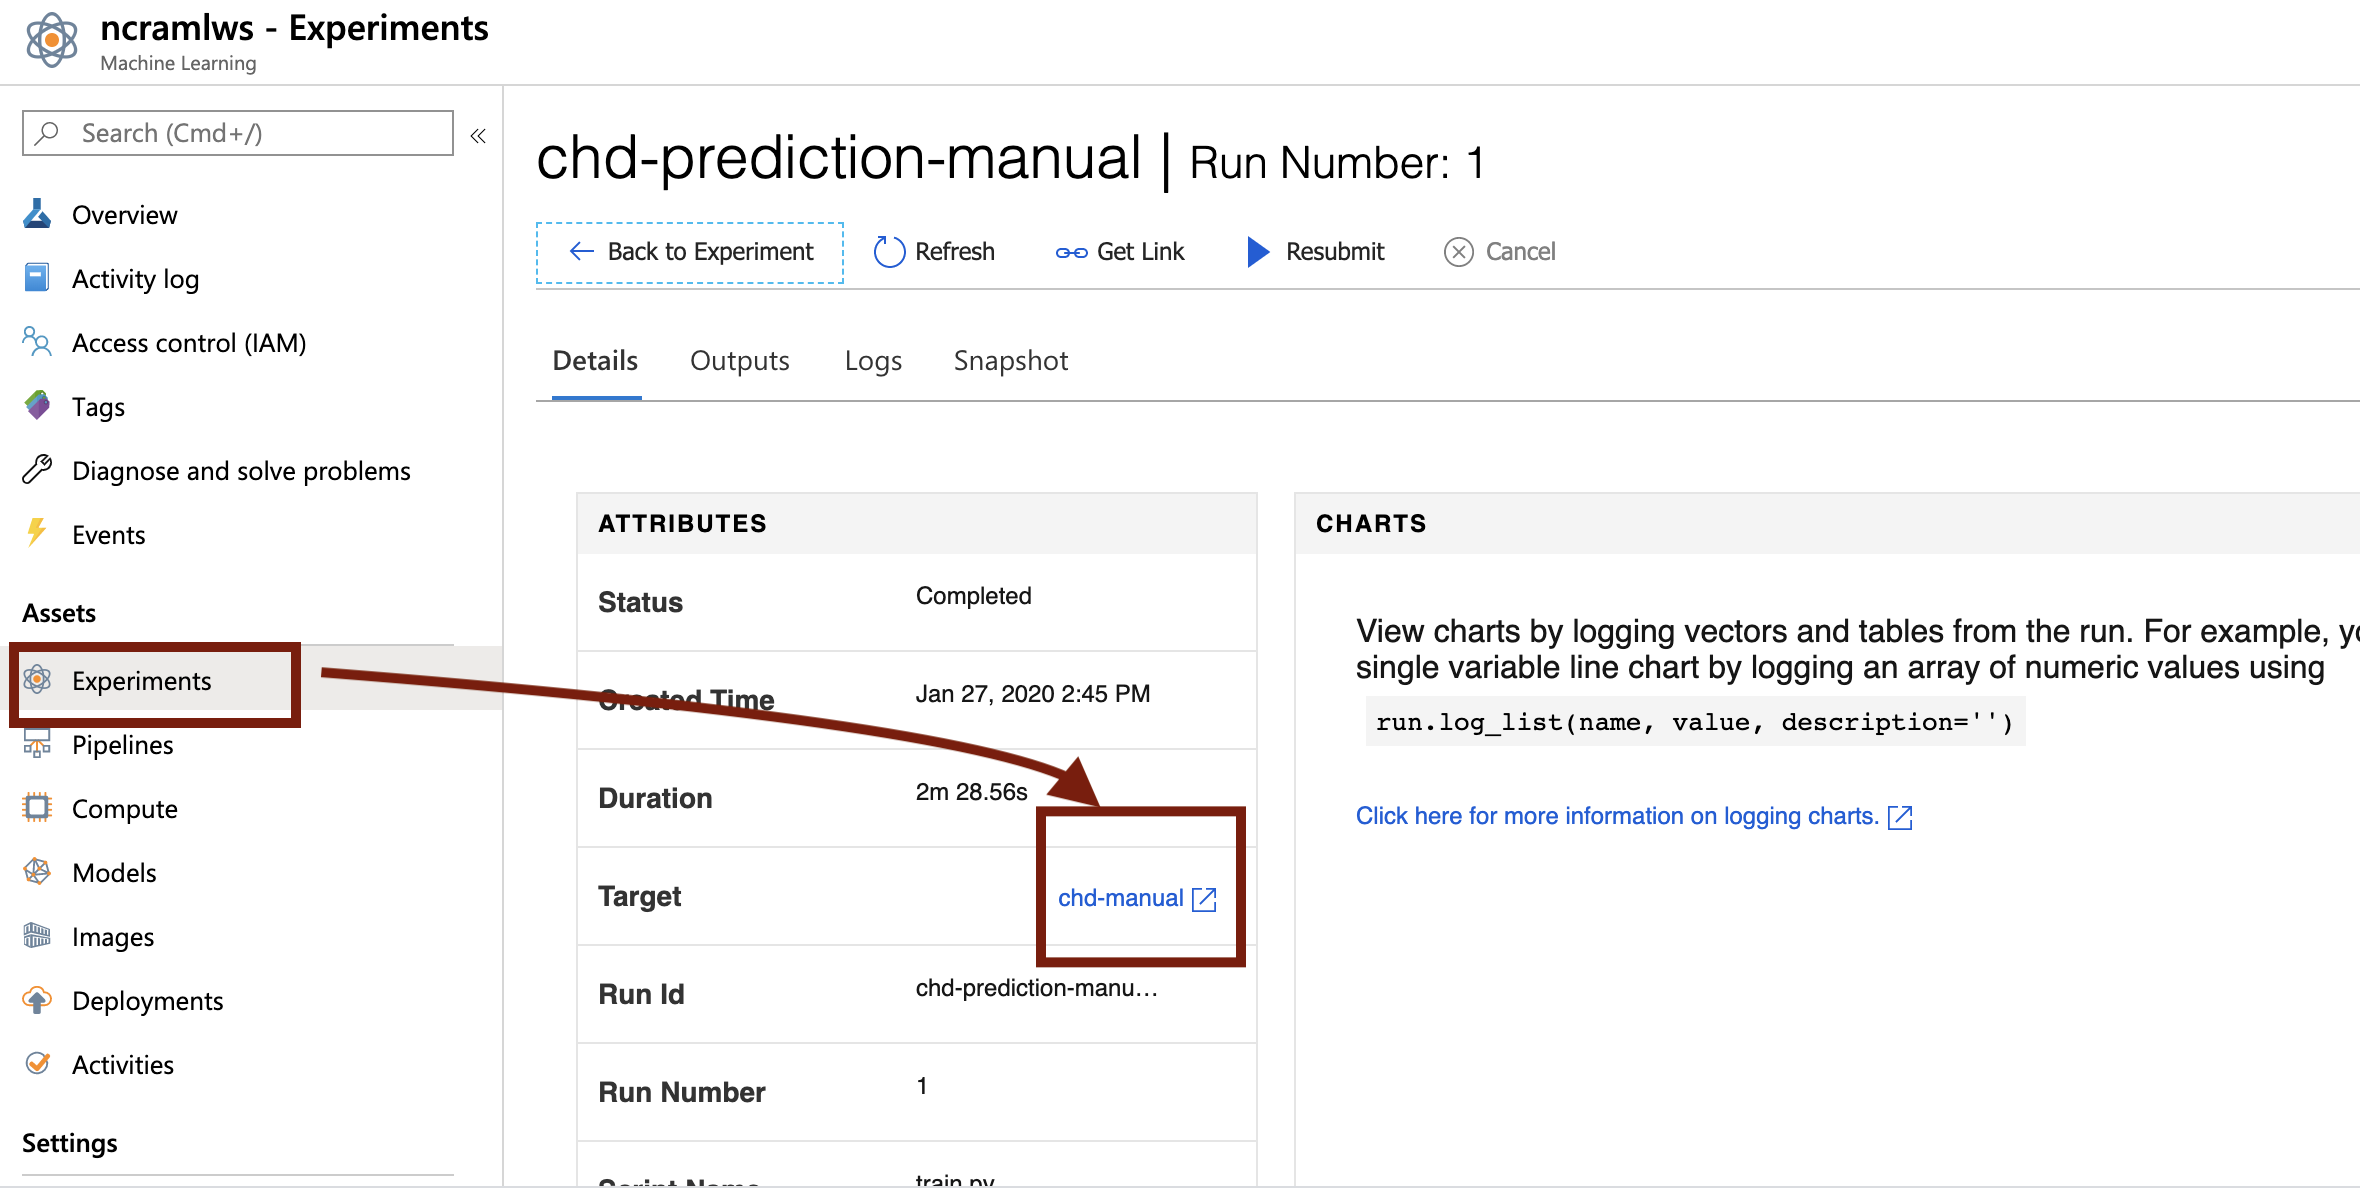 ncramlws - Experiments
Machine Learning
Search (Cmd+/)
«
Overview
Activity log
Access control (IAM)
Tags
Diagnose and solve problems
Events
Assets
Experiments
Pipelines
Compute
Models
Images
Deployments
Activities
Settings
chd-prediction-manual | Run Number: 1
Back to Experiment Refresh Get Link Resubmit Cancel
Details Outputs Logs Snapshot
ATTRIBUTES
Status Completed
Created Time Jan 27, 2020 2:45 PM
Duration 2m 28.56s
Target chd-manual
Run Id chd-prediction-manu...
Run Number 1
Script Name train.py
CHARTS
View charts by logging vectors and tables from the run. For example, yo
single variable line chart by logging an array of numeric values using
run.log_list(name, value, description='')
Click here for more information on logging charts.